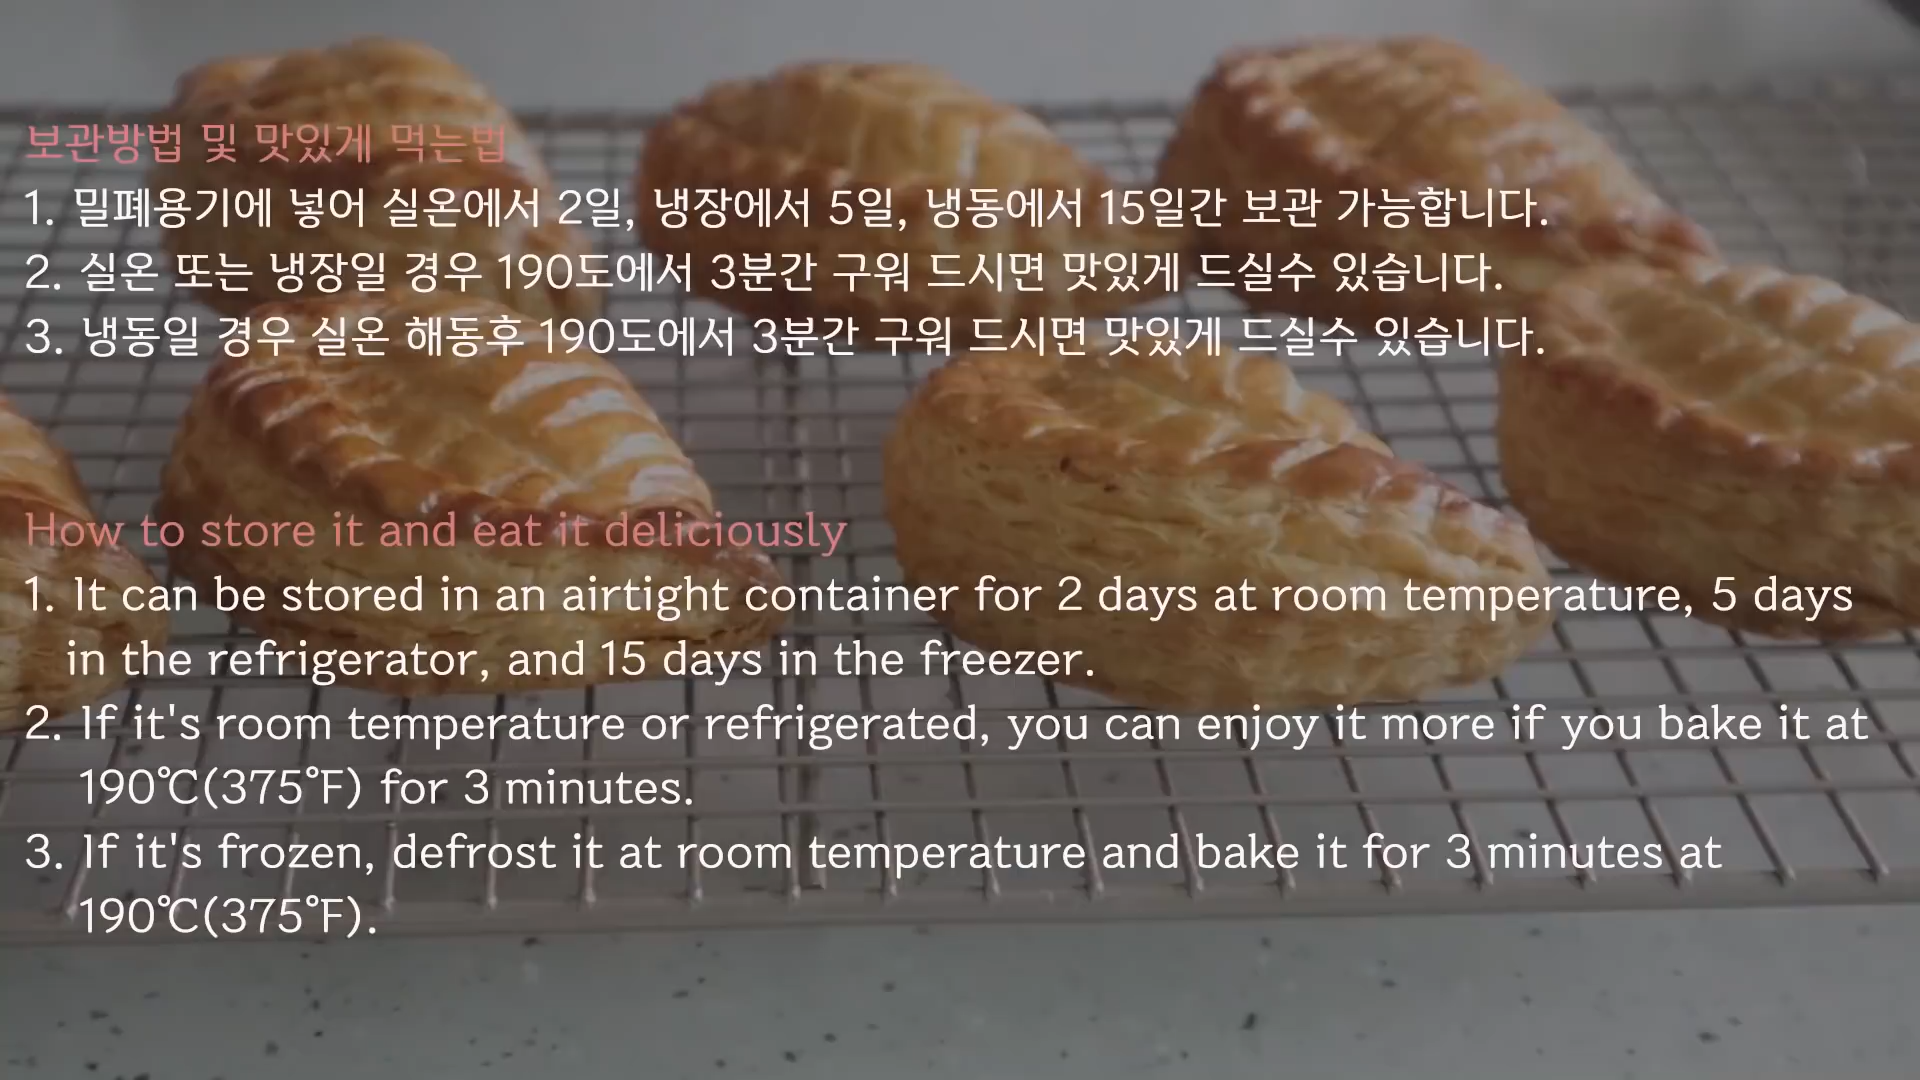 보관방법 및 맛있게 먹는법
1. 밀폐용기에 넣어 실온에서 2일, 냉장에서 5일, 냉동에서 15일간 보관 가능합니다.
2. 실온 또는 냉장일 경우 190도에서 3분간 구워 드시면 맛있게 드실수 있습니다.
3. 냉동일 경우 실온 해동후 190도에서 3분간 구워 드시면 맛있게 드실수 있습니다.
How to store it and eat it deliciously
1. It can be stored in an airtight container for 2 days at room temperature, 5 days
in the refrigerator, and 15 days in the freezer.
2. If it's room temperature or refrigerated, you can enjoy it more if you bake it at
190℃(375℉) for 3 minutes.
3. If it's frozen, defrost it at room temperature and bake it for 3 minutes at
190℃(375℉).